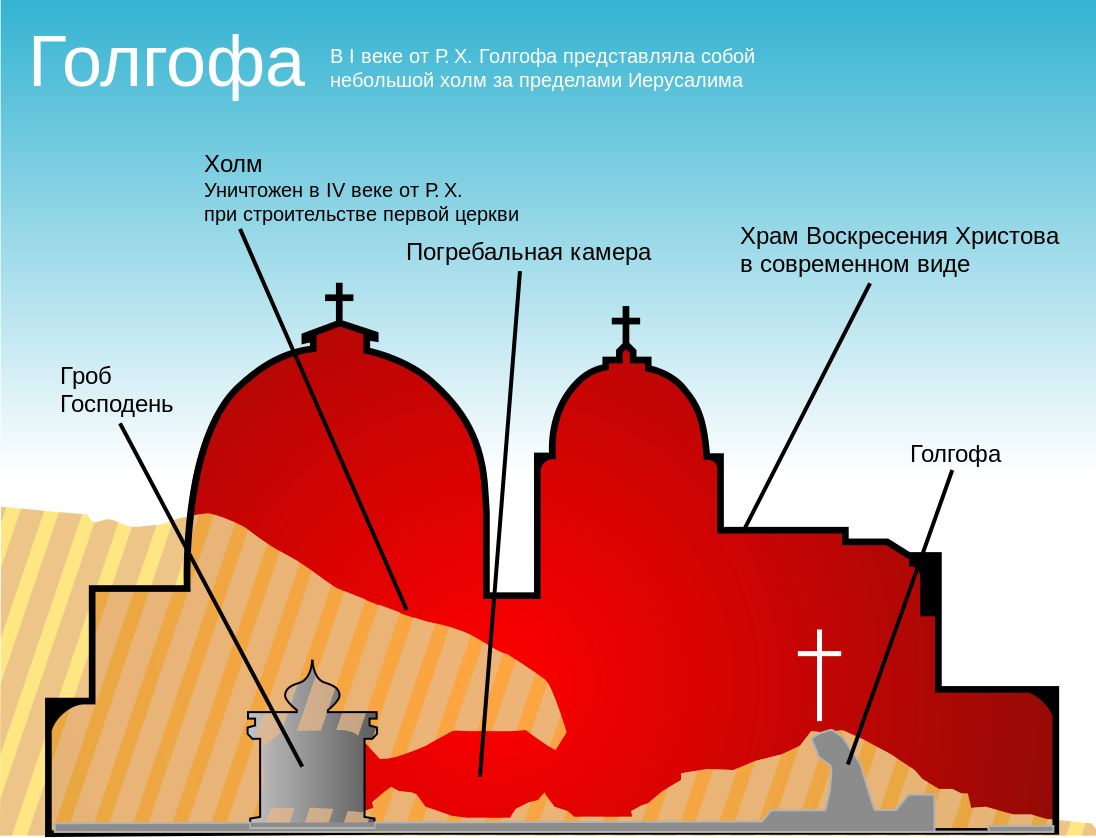 Голгофа
В I веке от Р. Х. Голгофа представляла собой
небольшой холм за пределами Иерусалима
Холм
Уничтожен в IV веке от Р. Х.
при строительстве первой церкви
Погребальная камера
Храм Воскресения Христова
в современном виде
Гроб
Господень
Голгофа